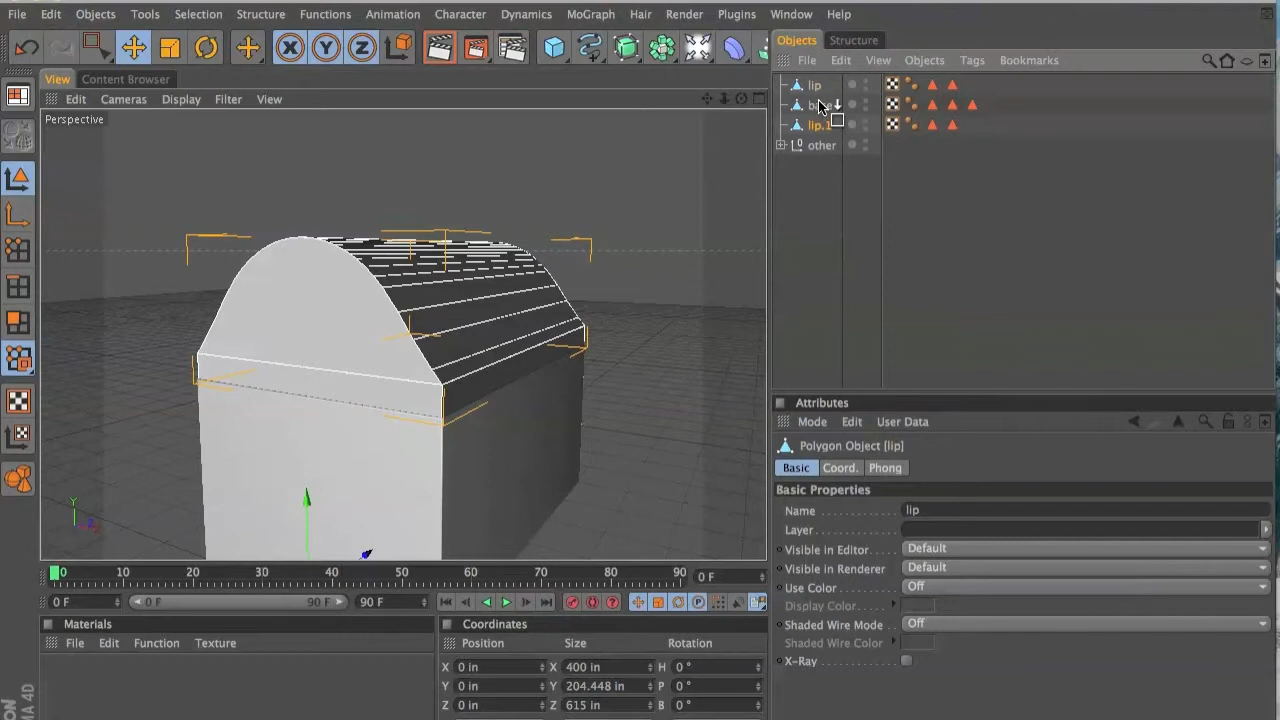 File Edit Objects Tools Selection Structure Functions Animation Character Dynamics MoGraph Hair Render Plugins Window Help
X Y Z
Objects Structure
File Edit View Objects Tags Bookmarks
View Content Browser
Edit Cameras Display Filter View
Perspective
lip
lip.1
other
Y
Z
Attributes
Mode Edit User Data
Polygon Object [lip]
Basic Coord. Phong
Basic Properties
Name lip
Layer
Visible in Editor Default
Visible in Renderer Default
Use Color Off
Display Color
Shaded Wire Mode Off
Shaded Wire Color
X-Ray
0 10 20 30 40 50 60 70 80 90 0 F
0 F 0 F 90 F 90 F
Materials
File Edit Function Texture
Coordinates
Position Size Rotation
X 0 in X 400 in H 0 °
Y 0 in Y 204.448 in P 0 °
Z 0 in Z 615 in B 0 °